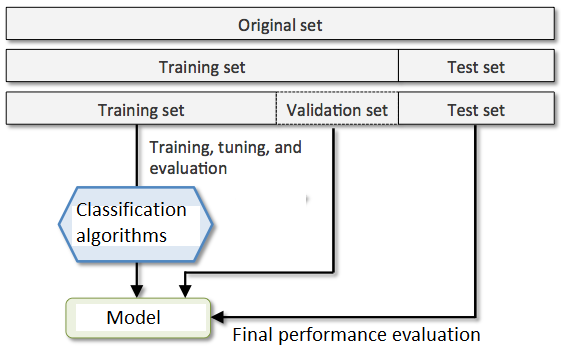 Original set
Training set Test set
Training set Validation set Test set
Training, tuning, and
evaluation
Classification
algorithms
Model
Final performance evaluation